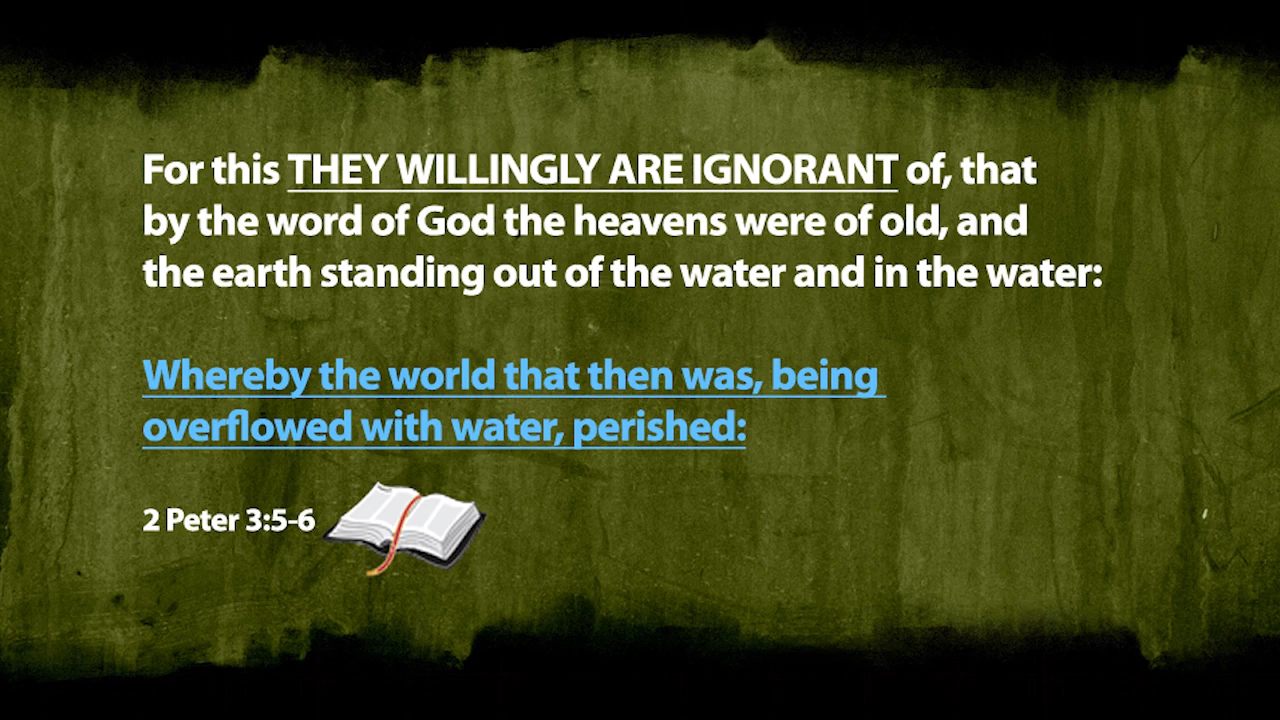 For this THEY WILLINGLY ARE IGNORANT of, that
by the word of God the heavens were of old, and
the earth standing out of the water and in the water:
Whereby the world that then was, being
overflowed with water, perished:
2 Peter 3:5-6